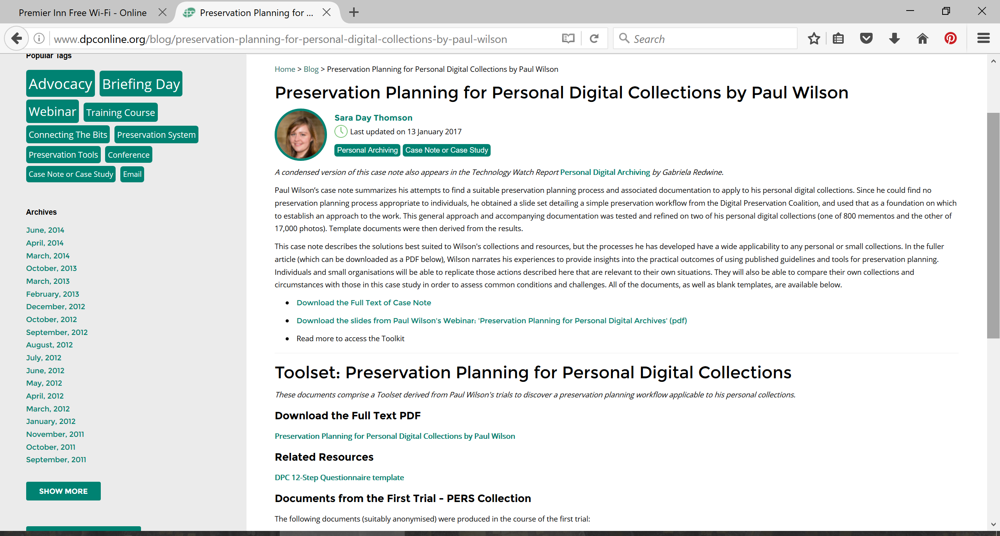 Premier Inn Free Wi-Fi - Online
Preservation Planning for ...
www.dpconline.org/blog/preservation-planning-for-personal-digital-collections-by-paul-wilson
Search
Popular Tags
Advocacy Briefing Day
Webinar Training Course
Connecting The Bits Preservation System
Preservation Tools Conference
Case Note or Case Study Email
Archives
June, 2014
April, 2014
March, 2014
October, 2013
March, 2013
February, 2013
December, 2012
October, 2012
September, 2012
August, 2012
July, 2012
June, 2012
May, 2012
April, 2012
March, 2012
January, 2012
November, 2011
October, 2011
September, 2011
SHOW MORE
Home > Blog > Preservation Planning for Personal Digital Collections by Paul Wilson
Preservation Planning for Personal Digital Collections by Paul Wilson
Sara Day Thomson
Last updated on 13 January 2017
Personal Archiving Case Note or Case Study
A condensed version of this case note also appears in the Technology Watch Report Personal Digital Archiving by Gabriela Redwine.
Paul Wilson’s case note summarizes his attempts to find a suitable preservation planning process and associated documentation to apply to his personal digital collections. Since he could find no
preservation planning process appropriate to individuals, he obtained a slide set detailing a simple preservation workflow from the Digital Preservation Coalition, and used that as a foundation on which
to establish an approach to the work. This general approach and accompanying documentation was tested and refined on two of his personal digital collections (one of 800 mementos and the other of
17,000 photos). Template documents were then derived from the results.
This case note describes the solutions best suited to Wilson's collections and resources, but the processes he has developed have a wide applicability to any personal or small collections. In the fuller
article (which can be downloaded as a PDF below), Wilson narrates his experiences to provide insights into the practical outcomes of using published guidelines and tools for preservation planning.
Individuals and small organisations will be able to replicate those actions described here that are relevant to their own situations. They will also be able to compare their own collections and
circumstances with those in this case study in order to assess common conditions and challenges. All of the documents, as well as blank templates, are available below.
• Download the Full Text of Case Note
• Download the slides from Paul Wilson's Webinar: 'Preservation Planning for Personal Digital Archives' (pdf)
• Read more to access the Toolkit
Toolset: Preservation Planning for Personal Digital Collections
These documents comprise a Toolset derived from Paul Wilson's trials to discover a preservation planning workflow applicable to his personal collections.
Download the Full Text PDF
Preservation Planning for Personal Digital Collections by Paul Wilson
Related Resources
DPC 12-Step Questionnaire template
Documents from the First Trial - PERS Collection
The following documents (suitably anonymised) were produced in the course of the first trial: